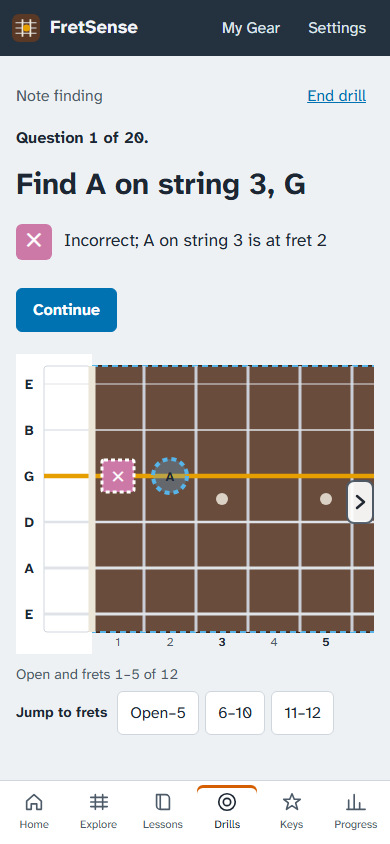 FretSense
My Gear
Settings
Note finding
End drill
Question 1 of 20.
Find A on string 3, G
Incorrect; A on string 3 is at fret 2
Continue
E
B
G
A
D
A
E
1 2 3 4 5
Open and frets 1–5 of 12
Jump to frets
Open–5
6–10
11–12
Home
Explore
Lessons
Drills
Keys
Progress